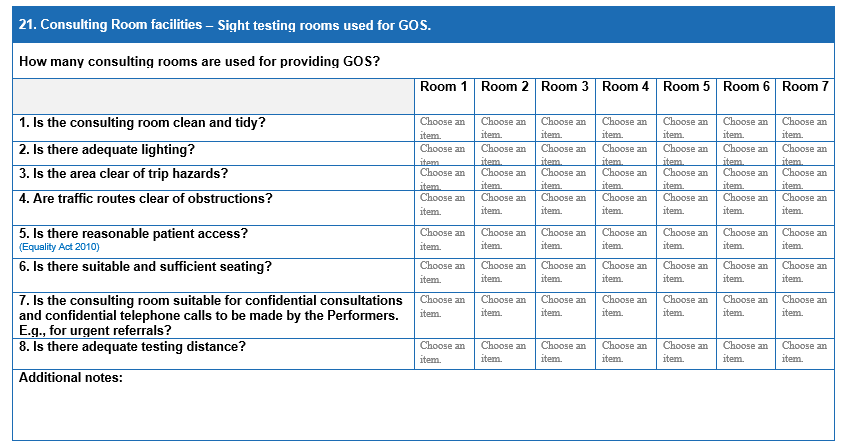 21. Consulting Room facilities – Sight testing rooms used for GOS.
How many consulting rooms are used for providing GOS?
Room 1 Room 2 Room 3 Room 4 Room 5 Room 6 Room 7
1. Is the consulting room clean and tidy? Choose an Choose an Choose an Choose an Choose an Choose an Choose an
item. item. item. item. item. item. item.
2. Is there adequate lighting? Choose an Choose an Choose an Choose an Choose an Choose an Choose an
item. item. item. item. item. item. item.
3. Is the area clear of trip hazards? Choose an Choose an Choose an Choose an Choose an Choose an Choose an
item. item. item. item. item. item. item.
4. Are traffic routes clear of obstructions? Choose an Choose an Choose an Choose an Choose an Choose an Choose an
item. item. item. item. item. item. item.
5. Is there reasonable patient access? Choose an Choose an Choose an Choose an Choose an Choose an Choose an
(Equality Act 2010) item. item. item. item. item. item. item.
6. Is there suitable and sufficient seating? Choose an Choose an Choose an Choose an Choose an Choose an Choose an
item. item. item. item. item. item. item.
7. Is the consulting room suitable for confidential consultations Choose an Choose an Choose an Choose an Choose an Choose an Choose an
and confidential telephone calls to be made by the Performers. item. item. item. item. item. item. item.
E.g., for urgent referrals?
8. Is there adequate testing distance? Choose an Choose an Choose an Choose an Choose an Choose an Choose an
item. item. item. item. item. item. item.
Additional notes: